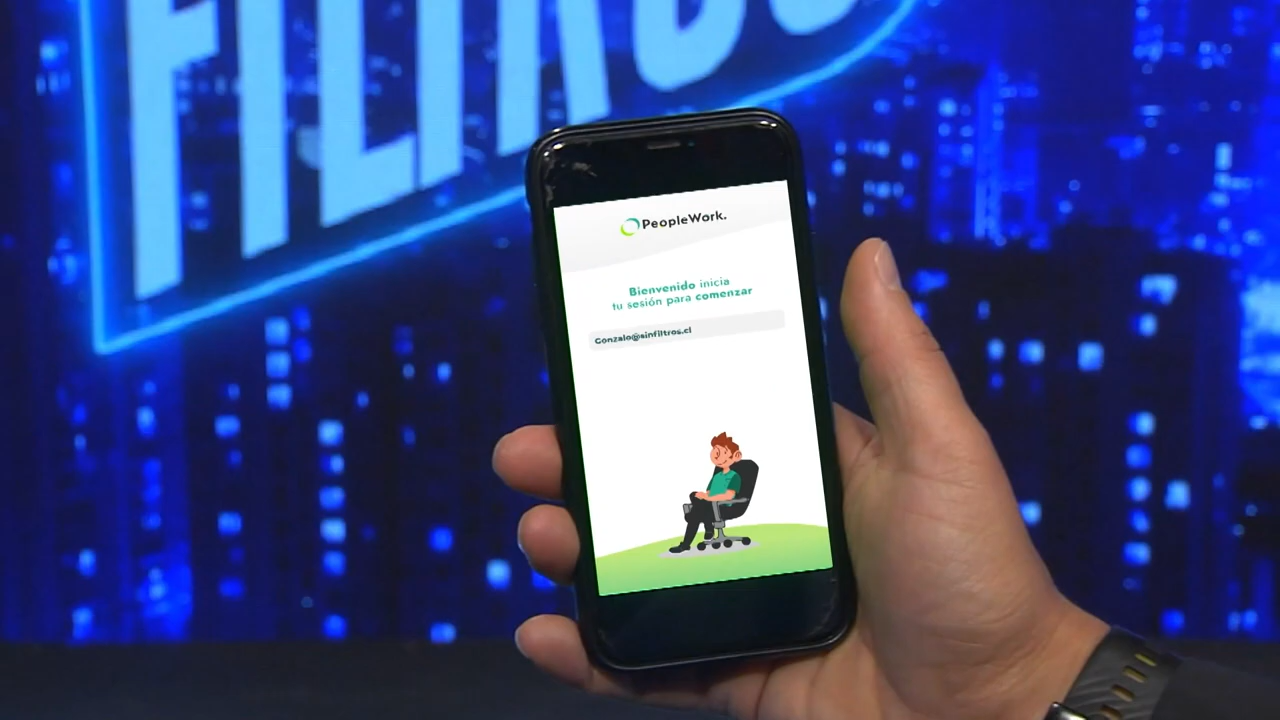 FILTROS
PeopleWork.
Bienvenido inicia
tu sesión para comenzar
Gonzalo@sinfiltros.cl